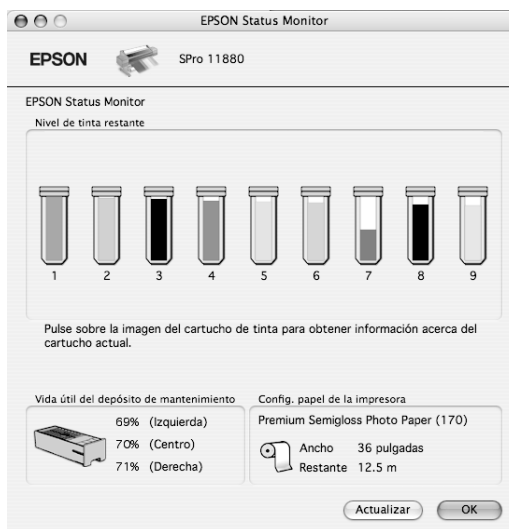 EPSON Status Monitor
EPSON SPro 11880
EPSON Status Monitor
Nivel de tinta restante
1 2 3 4 5 6 7 8 9
Pulse sobre la imagen del cartucho de tinta para obtener información acerca del
cartucho actual.
Vida útil del depósito de mantenimiento
69% (Izquierda)
70% (Centro)
71% (Derecha)
Config. papel de la impresora
Premium Semigloss Photo Paper (170)
Ancho 36 pulgadas
Restante 12.5 m
Actualizar OK